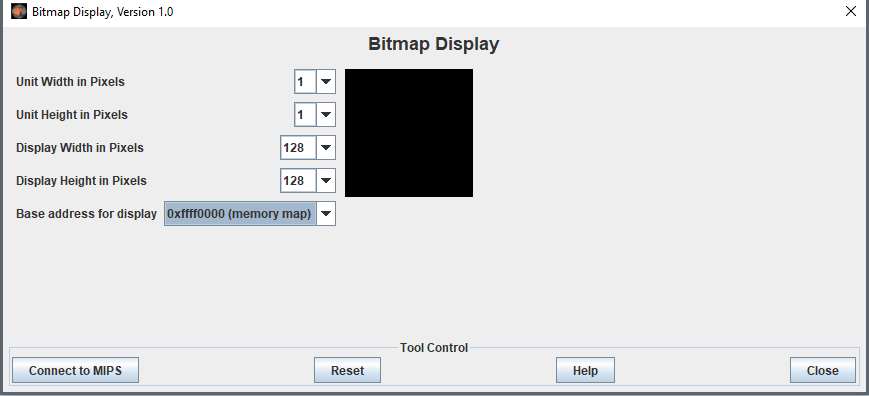 Bitmap Display, Version 1.0
Bitmap Display
Unit Width in Pixels 1
Unit Height in Pixels 1
Display Width in Pixels 128
Display Height in Pixels 128
Base address for display 0xffff0000 (memory map)
Tool Control
Connect to MIPS Reset Help Close